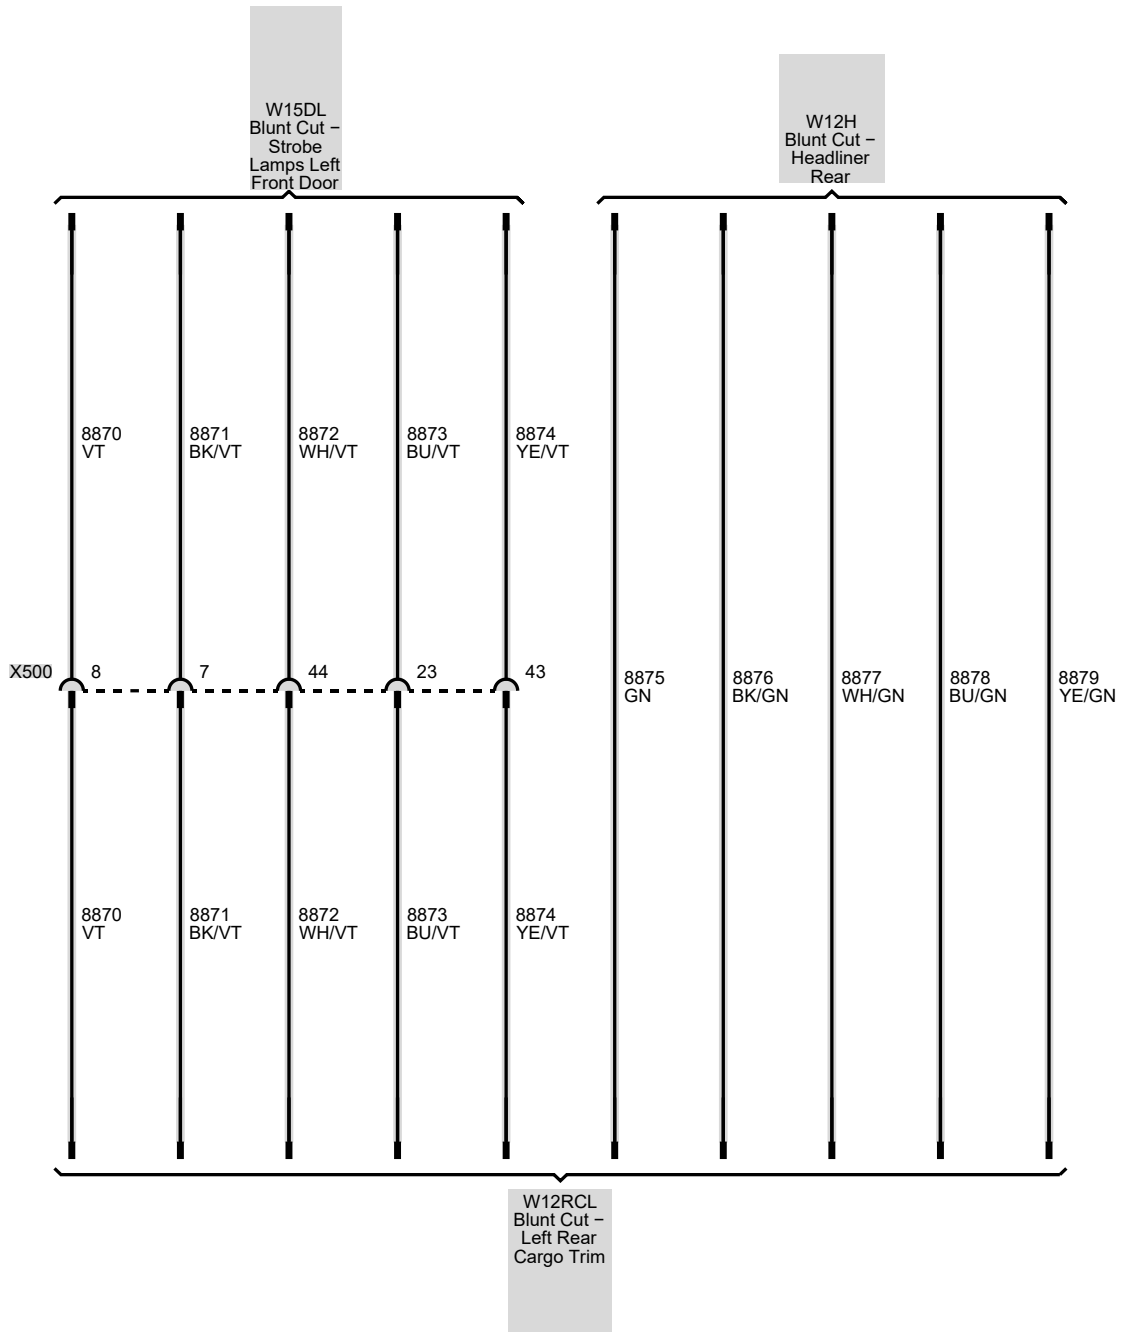 W15DL
Blunt Cut –
Strobe
Lamps Left
Front Door
W12H
Blunt Cut –
Headliner
Rear
8870
VT
8871
BK/VT
8872
WH/VT
8873
BU/VT
8874
YE/VT
X500
8
7
44
23
43
8875
GN
8876
BK/GN
8877
WH/GN
8878
BU/GN
8879
YE/GN
8870
VT
8871
BK/VT
8872
WH/VT
8873
BU/VT
8874
YE/VT
W12RCL
Blunt Cut –
Left Rear
Cargo Trim